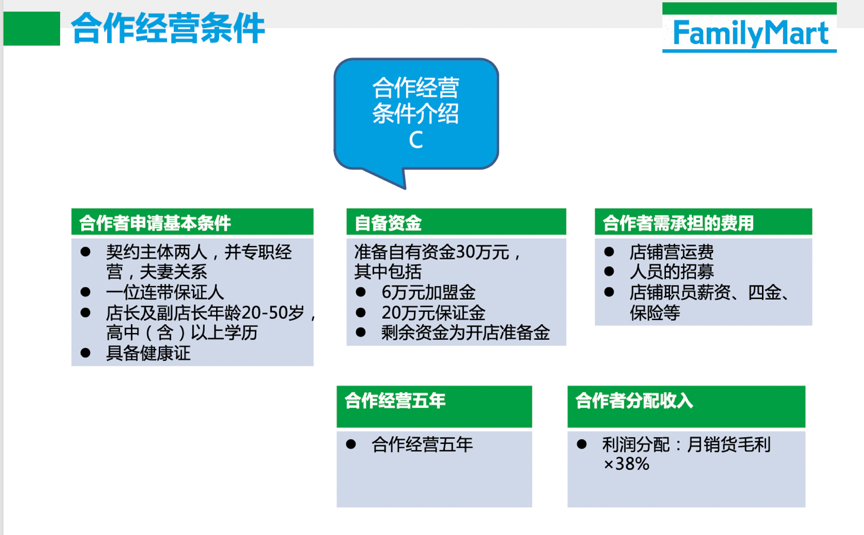 合作经营条件
FamilyMart
合作经营
条件介绍
C
合作者申请基本条件
● 契约主体两人，并专职经
营，夫妻关系
● 一位连带保证人
● 店长及副店长年龄20-50岁，
高中（含）以上学历
● 具备健康证
自备资金
准备自有资金30万元，
其中包括
● 6万元加盟金
● 20万元保证金
● 剩余资金为开店准备金
合作者需承担的费用
● 店铺营运费
● 人员的招募
● 店铺职员薪资、四金、
保险等
合作经营五年
● 合作经营五年
合作者分配收入
● 利润分配：月销货毛利
×38%